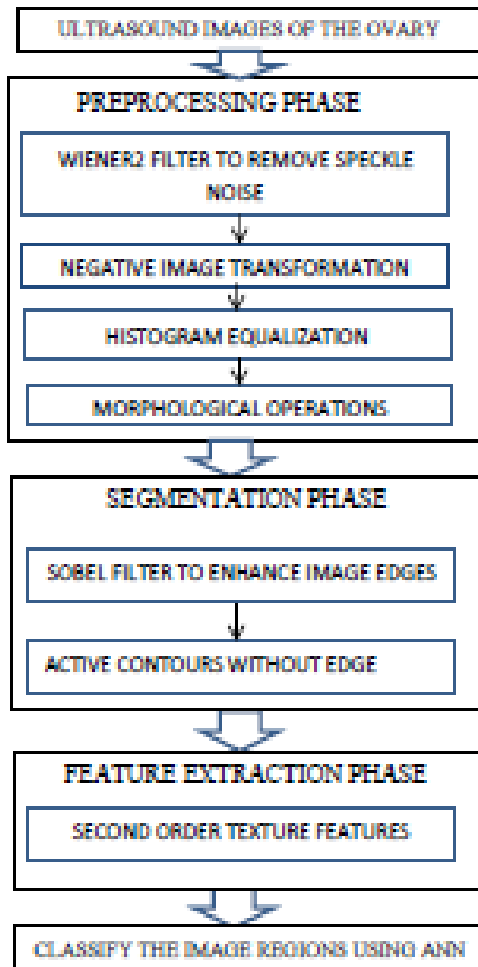 ULTRASOUND IMAGES OF THE OVARY
PREPROCESSING PHASE
WIENER2 FILTER TO REMOVE SPECKLE
NOISE
NEGATIVE IMAGE TRANSFORMATION
HISTOGRAM EQUALIZATION
MORPHOLOGICAL OPERATIONS
SEGMENTATION PHASE
SOBEL FILTER TO ENHANCE IMAGE EDGES
ACTIVE CONTOURS WITHOUT EDGE
FEATURE EXTRACTION PHASE
SECOND ORDER TEXTURE FEATURES
CLASSIFY THE IMAGE REGIONS USING ANN